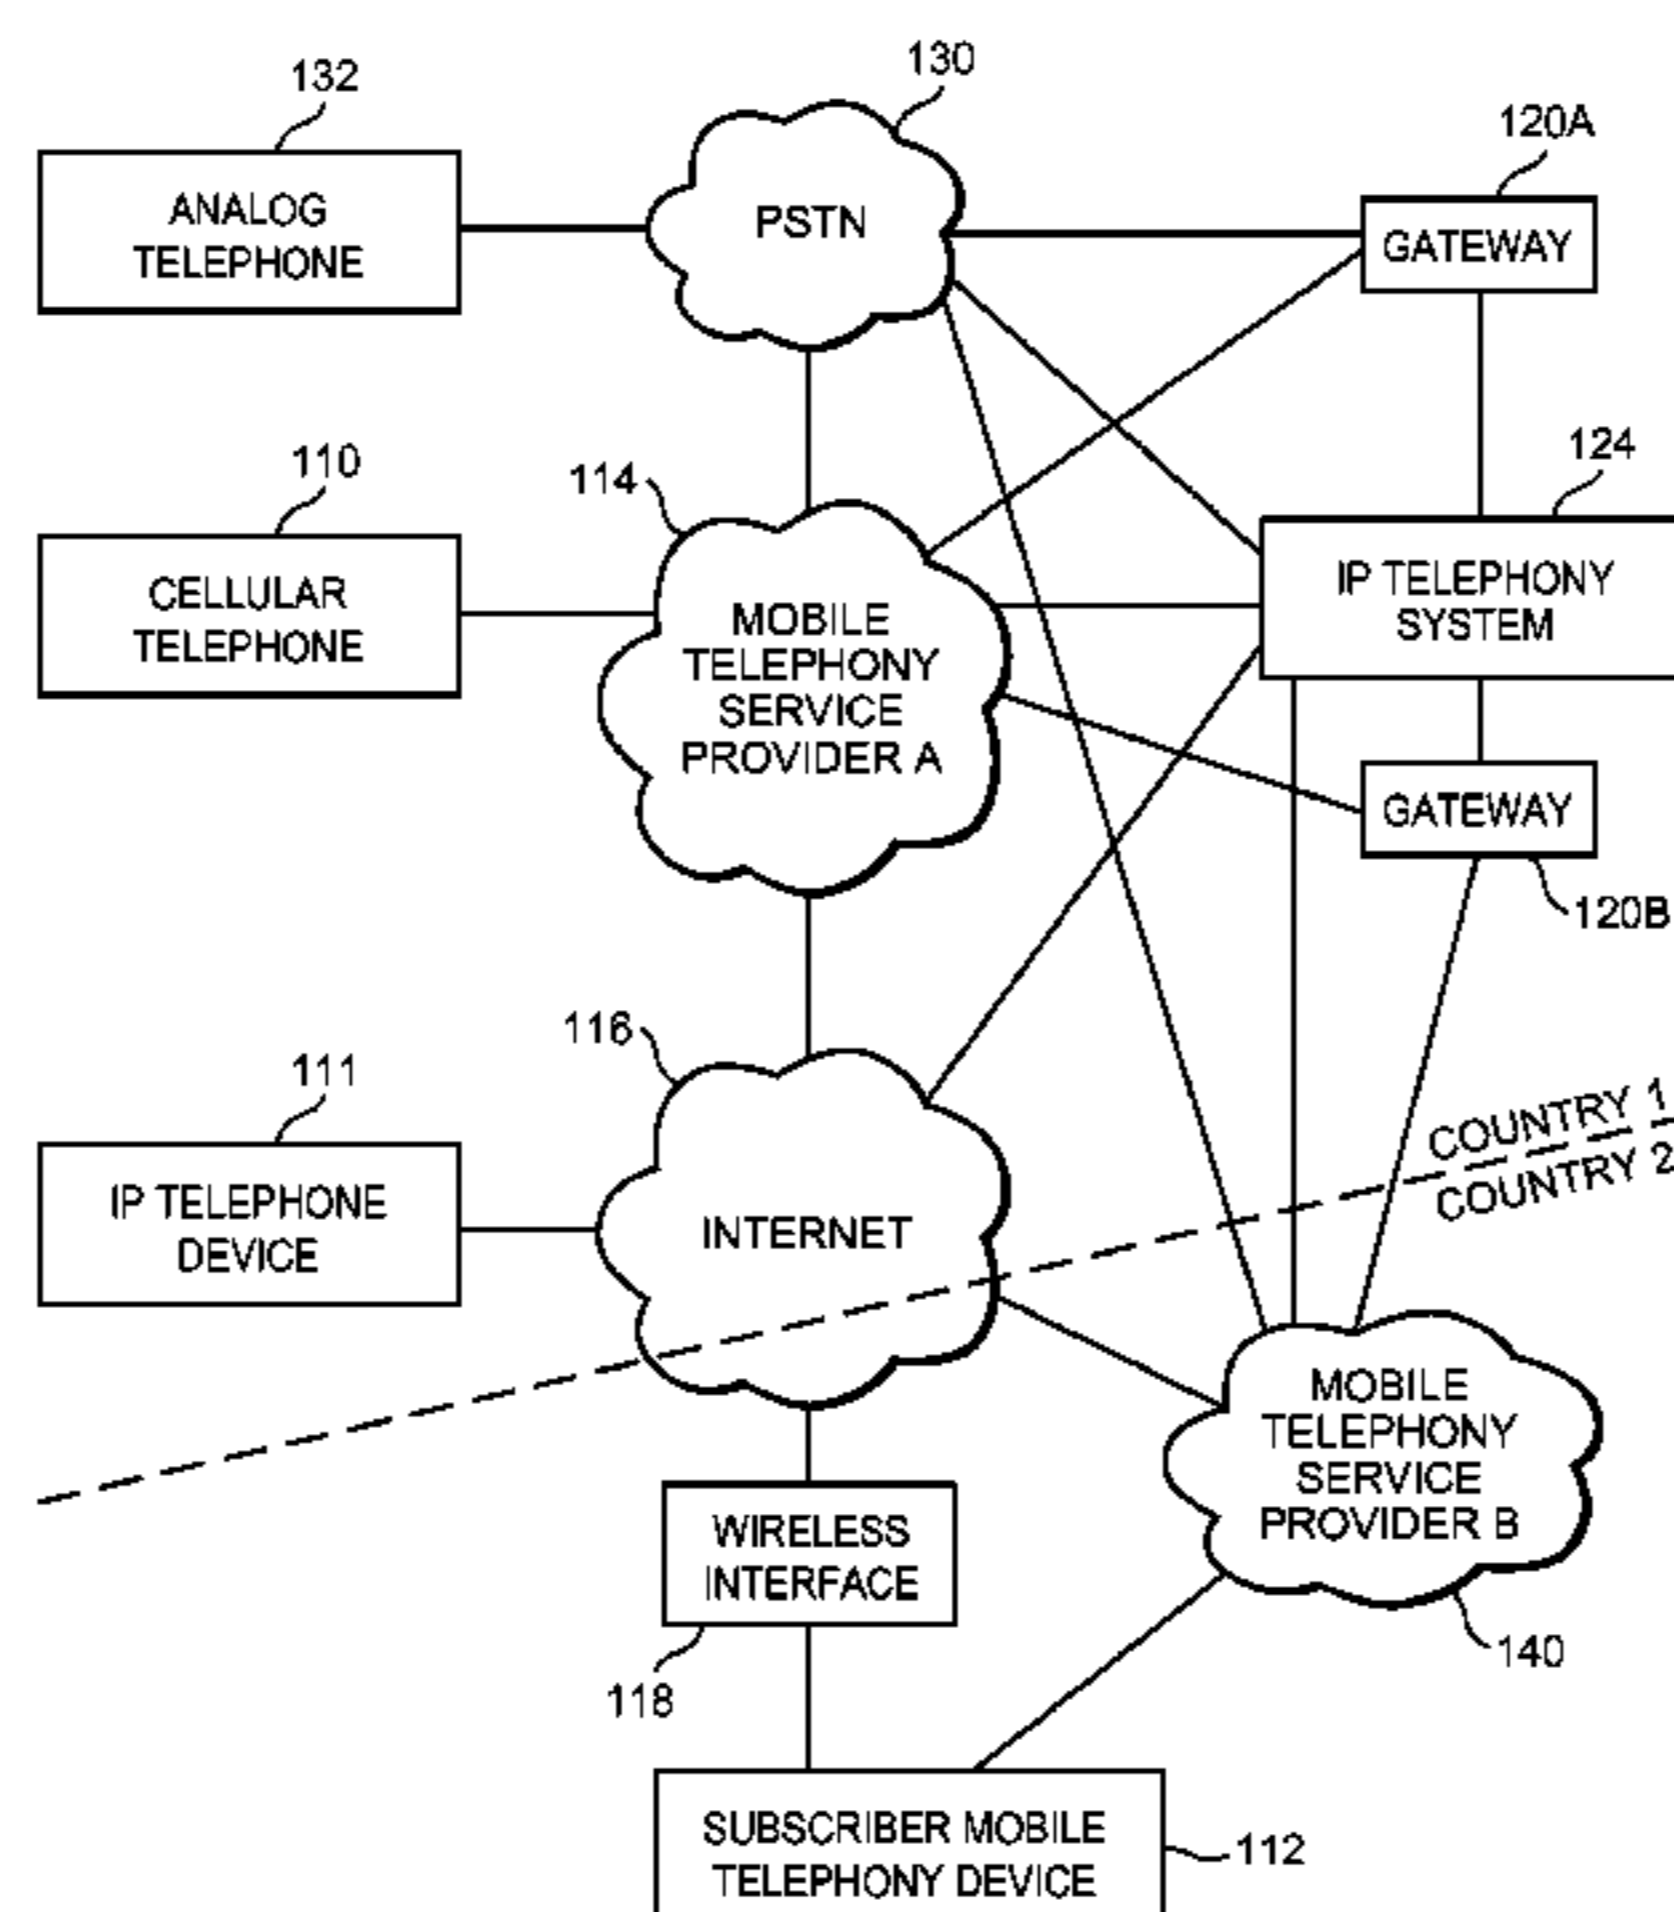 130
132
120A
ANALOG
TELEPHONE
PSTN
GATEWAY
110
114
124
CELLULAR
TELEPHONE
MOBILE
TELEPHONY
SERVICE
PROVIDER A
IP TELEPHONY
SYSTEM
GATEWAY
120B
116
111
COUNTRY 1
COUNTRY 2
IP TELEPHONE
DEVICE
INTERNET
MOBILE
TELEPHONY
SERVICE
PROVIDER B
WIRELESS
INTERFACE
140
118
SUBSCRIBER MOBILE
TELEPHONY DEVICE
112